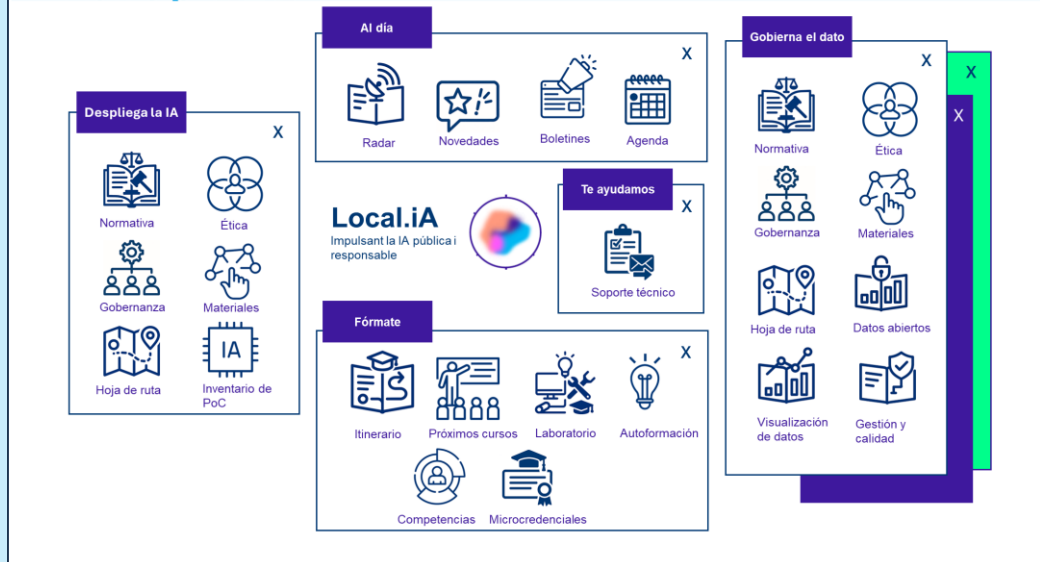 Despliega la IA
X
Normativa
Ética
Gobernanza
Materiales
Hoja de ruta
IA
Inventario de
PoC
Al día
X
Radar
Novedades
Boletines
Agenda
Local.iA
Impulsant la IA pública i
responsable
Te ayudamos
X
Soporte técnico
Fórmate
X
Itinerario
Próximos cursos
Laboratorio
Autoformación
Competencias
Microcredenciales
Gobierna el dato
X
X
X
Normativa
Ética
Gobernanza
Materiales
Hoja de ruta
Datos abiertos
Visualización
de datos
Gestión y
calidad